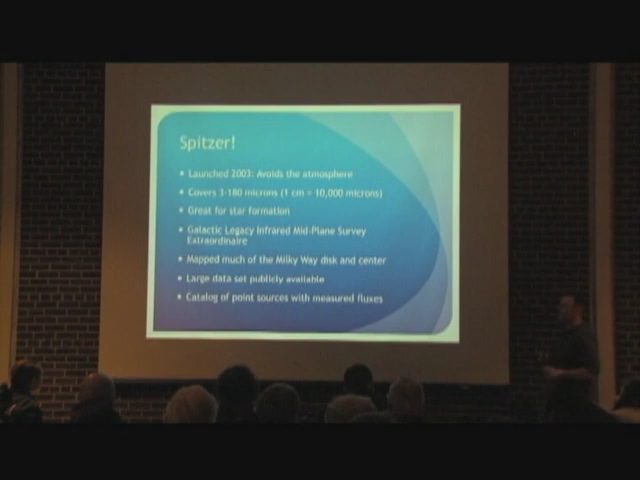 Spitzer!
• Launched 2003: Avoids the atmosphere
• Covers 3-180 microns (1 cm = 10,000 microns)
• Great for star formation
• Galactic Legacy Infrared Mid-Plane Survey
Extraordinaire
• Mapped much of the Milky Way disk and center
• Large data set publicly available
• Catalog of point sources with measured fluxes